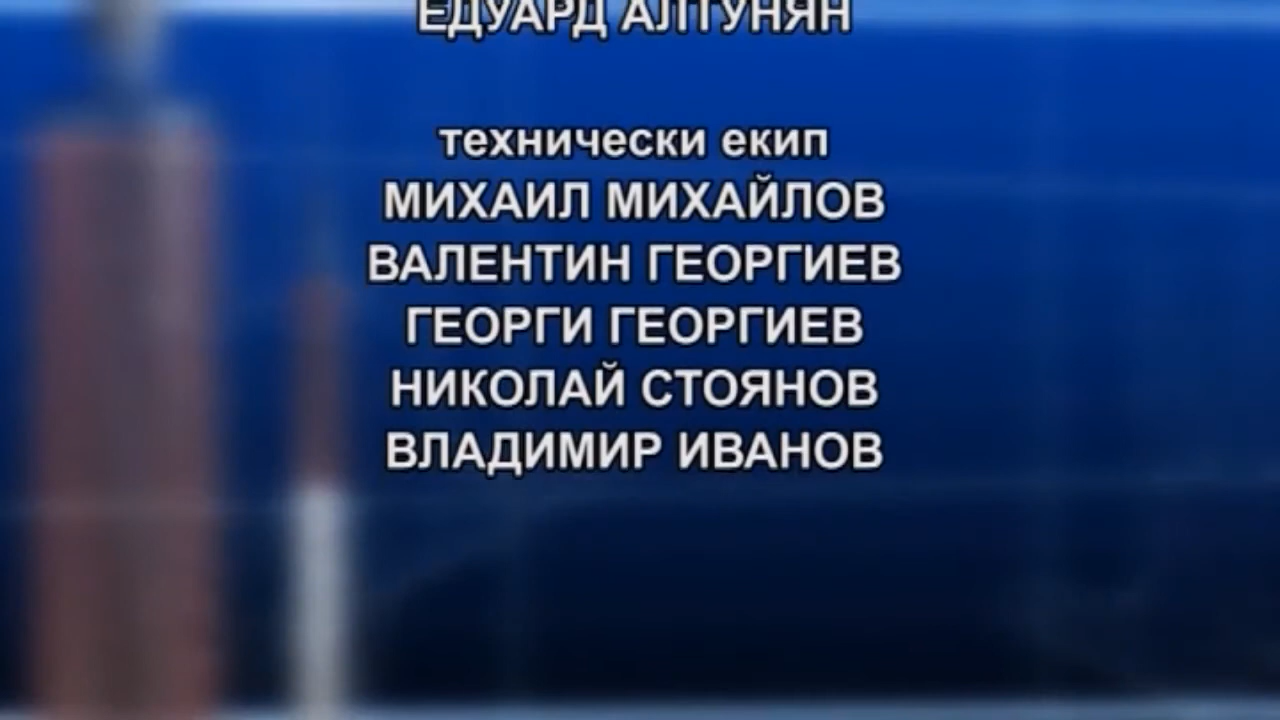 ЕДУАРД АЛТУНЯН
технически екип
МИХАИЛ МИХАЙЛОВ
ВАЛЕНТИН ГЕОРГИЕВ
ГЕОРГИ ГЕОРГИЕВ
НИКОЛАЙ СТОЯНОВ
ВЛАДИМИР ИВАНОВ